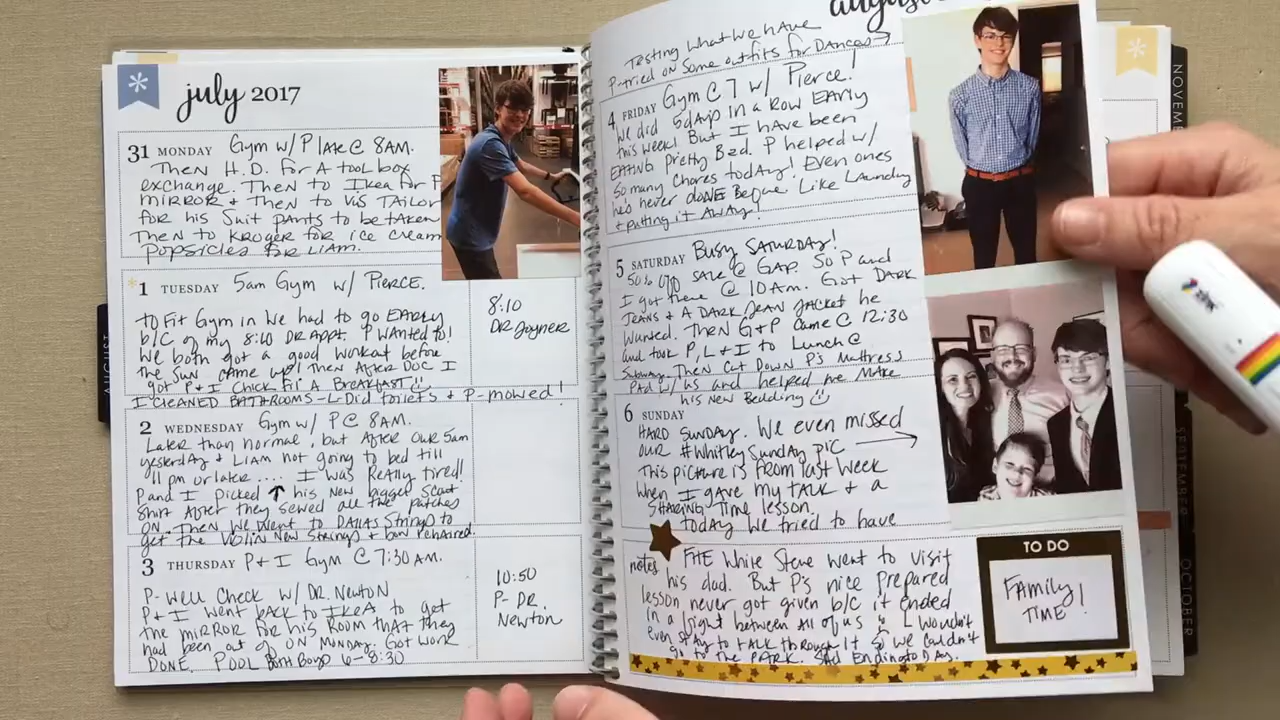 july 2017
31 MONDAY Gym w/ P late @ 8AM.
Then H.D. for A tool box
exchange. Then to Ikea for P
MIRROR + Then to his TAILOR
for his Suit pants to be taken
Then to KROGER for ice cream
Popsicles for LIAM.
1 TUESDAY 5am Gym w/ PIERCE.
to Fit Gym in we had to go EARly
b/c of my 8:10 DR APPT. P WANTED to!
We both got a good workout before
the SUN came up! Then AFTER DOC I
got P + I CHICK Fil A BREAKFAST
I CLEANED BATHROOMS - L Did toilets & P-mowed!
8:10
DR Joyner
2 WEDNESDAY Gym w/ P @ 8AM.
Later than normal, but After our 5am
yesterday & LIAM not going to bed till
11 pm or later.... I was REAlly tired!
P and I Picked ↑ his New bigger Scout
Shirt After they sewed all the patches
ON. Then We Went to DAllas Strings to
get the Violin New Strings + bow Rehaired.
3 THURSDAY P + I Gym @ 7:30 AM.
P- Well Check w/ DR. NEWTON
P + I went back to IKEA to get
the mirror for his ROOM that they
had been out of ON MONDAY. Got work
DONE. POOL Both Boys 6-8:30
10:50
P- DR.
Newton
AUGUST
august
Testing What We have
P tried on Some outfits for Dances →
4 FRIDAY Gym @ 7 w/ Pierce!
We did 5 days in a Row EARly
this week! But I have been
EATING Pretty Bad. P helped w/
so many Chores today! Even ones
has never done Before Like Laundry
+ putting it AWAY!
5 SATURDAY Busy SATURDAY!
50% off SALE @ GAP. So P and
I got there @ 10 AM. Got DARK
JEANS + A DARK JEAN JACKET he
Wanted. Then G+P Came @ 12:30
and took P, L + I to Lunch @
Subway. Then Cut Down P's Mattress
Pad w/ us and helped me Make
his New Bedding
6 SUNDAY
HARD SUNDAY. We even missed
our #Whitley Sunday pic
This picture is from last week
When I gave my TALK + a
SHARING Time lesson.
today We tried to have
notes FHE While Steve went to visit
his dad. But P's nice Prepared
lesson never got given b/c it ended
in a fight between All of us L Wouldn't
Even stay to talk through it so We Couldn't
go to The PARK. SAd Ending to DAy.
TO DO
Family
TIME!
NOVEMBER
SEPTEMBER
OCTOBER